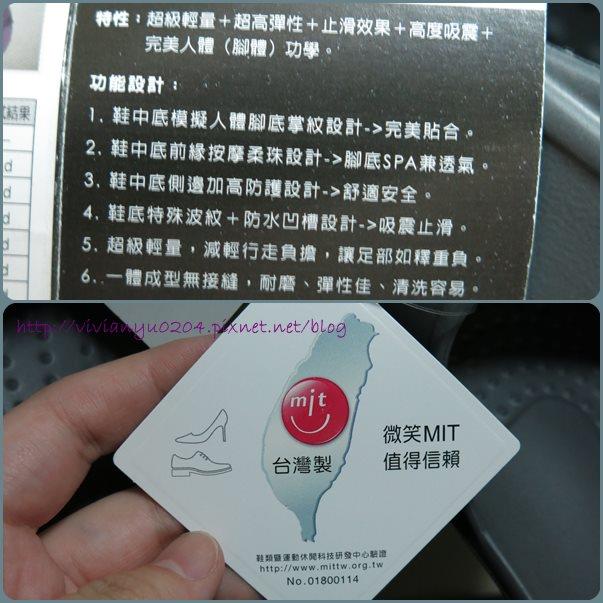 特性：超級輕量＋超高彈性＋止滑效果＋高度吸震＋
完美人體（腳體）功學。
功能設計：
1. 鞋中底模擬人體腳底掌紋設計->完美貼合。
2. 鞋中底前緣按摩柔珠設計->腳底SPA兼透氣。
3. 鞋中底側邊加高防護設計->舒適安全。
4. 鞋底特殊波紋＋防水凹槽設計->吸震止滑。
5. 超級輕量，減輕行走負擔，讓足部如釋重負。
6. 一體成型無接縫，耐磨、彈性佳、清洗容易。
結果
d
d
d
d
http://vivianyu0204.pixnet.net/blog
mit
台灣製
微笑MIT
值得信賴
鞋類暨運動休閒科技研發中心驗證
http://www.mittw.org.tw
No.01800114